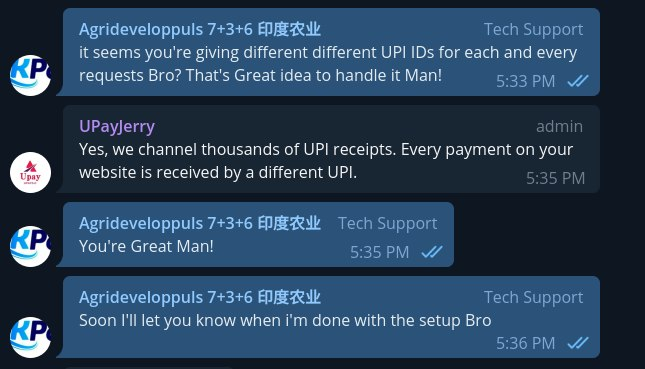 Agrideveloppuls 7+3+6 印度农业 Tech Support
it seems you're giving different different UPI IDs for each and every
requests Bro? That's Great idea to handle it Man!
5:33 PM
UPayJerry admin
Yes, we channel thousands of UPI receipts. Every payment on your
website is received by a different UPI.
5:35 PM
Upay
Agrideveloppuls 7+3+6 印度农业 Tech Support
You're Great Man!
5:35 PM
Agrideveloppuls 7+3+6 印度农业 Tech Support
Soon I'll let you know when i'm done with the setup Bro
5:36 PM